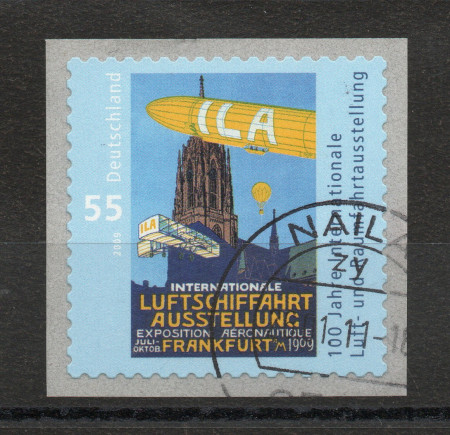 Deutschland
55
2009
ILA
ILA
INTERNATIONALE
LUFTSCHIFFAHRT
AUSSTELLUNG
EXPOSITION AERONAUTIQUE
JULI-
OKTOB. FRANKFURT A/M 1909
100 Jahre Internationale
Luft- und Raumfahrtausstellung
NAIL